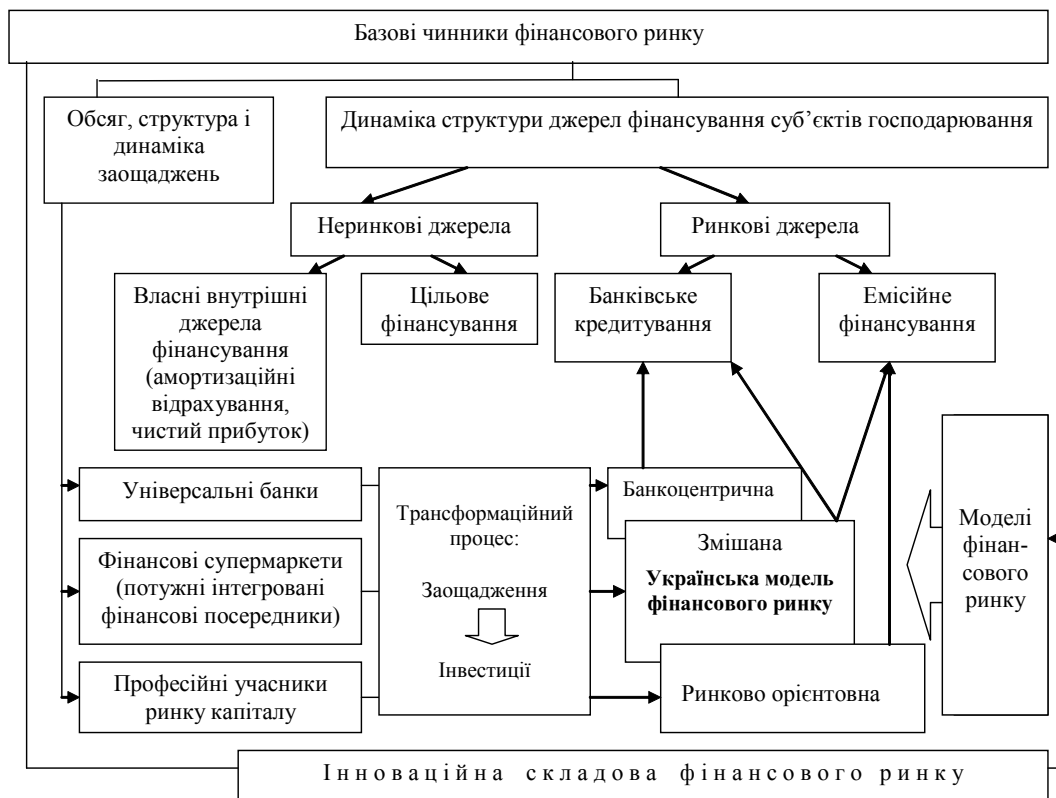 Базові чинники фінансового ринку
Обсяг, структура і
динаміка
заощаджень
Динаміка структури джерел фінансування суб’єктів господарювання
Неринкові джерела
Ринкові джерела
Власні внутрішні
джерела
фінансування
(амортизаційні
відрахування,
чистий прибуток)
Цільове
фінансування
Банківське
кредитування
Емісійне
фінансування
Універсальні банки
Фінансові супермаркети
(потужні інтегровані
фінансові посередники)
Професійні учасники
ринку капіталу
Трансформаційний
процес:
Заощадження
Інвестиції
Банкоцентрична
Змішана
Українська модель
фінансового ринку
Ринково орієнтовна
Моделі
фінан-
сового
ринку
Інноваційна складова фінансового ринку